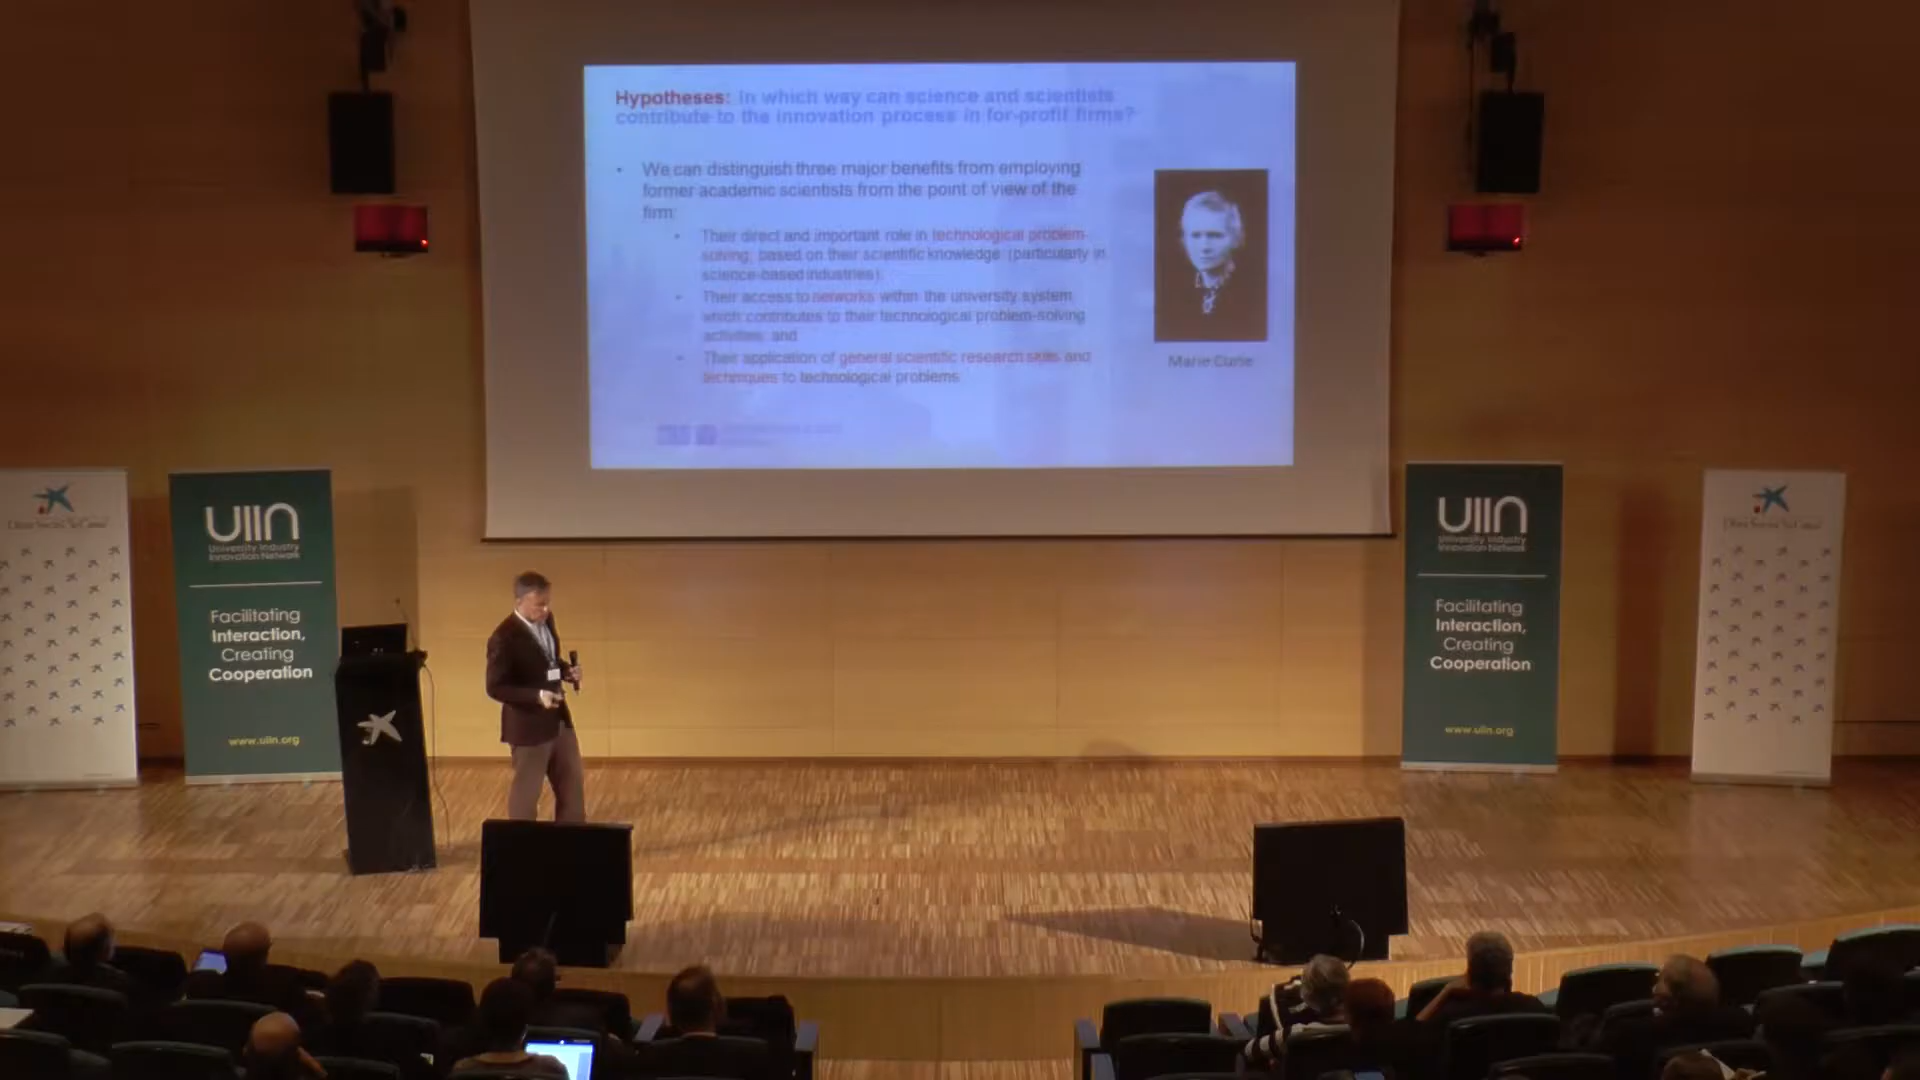 Hypotheses: In which way can science and scientists
contribute to the innovation process in for-profit firms?
• We can distinguish three major benefits from employing
former academic scientists from the point of view of the
firm:
• Their direct and important role in technological problem-
solving, based on their scientific knowledge (particularly in
science-based industries);
• Their access to networks within the university system,
which contributes to their technological problem-solving
activities; and
• Their application of general scientific research skills and
techniques to technological problems
Marie Curie
UIIN
University Industry
Innovation Network
Facilitating
Interaction,
Creating
Cooperation
www.uiin.org
UIIN
University Industry
Innovation Network
Facilitating
Interaction,
Creating
Cooperation
www.uiin.org